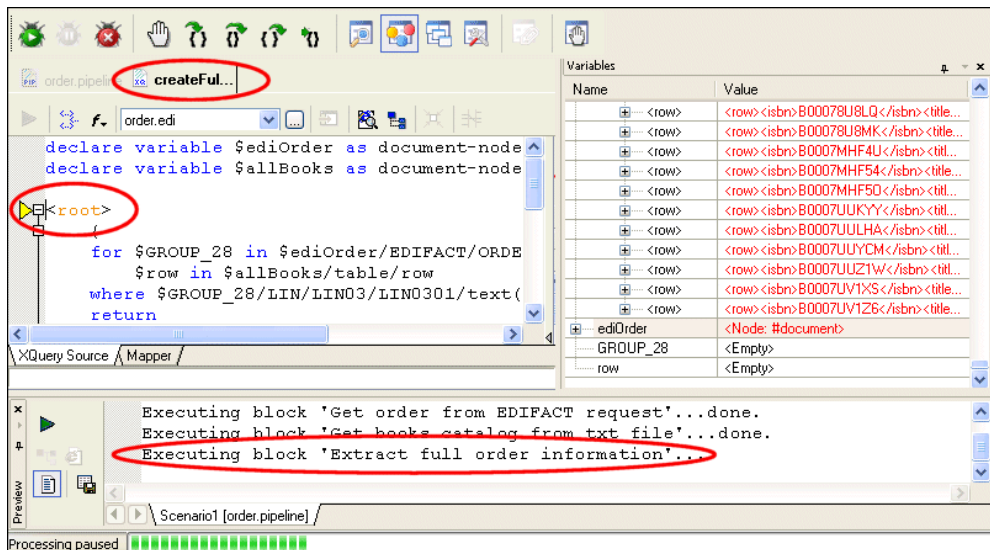 order.pipeline
createFul...
order.edi
declare variable $ediOrder as document-node
declare variable $allBooks as document-node
<root>
{
for $GROUP_28 in $ediOrder/EDIFACT/ORDE
$row in $allBooks/table/row
where $GROUP_28/LIN/LIN03/LIN0301/text(
return
XQuery Source
Mapper
Variables
Name Value
<row> <row><isbn>B00078U8LQ</isbn><title...
<row> <row><isbn>B00078U8MK</isbn><title...
<row> <row><isbn>B0007MHF4U</isbn><titl...
<row> <row><isbn>B0007MHF54</isbn><title...
<row> <row><isbn>B0007MHF5O</isbn><titl...
<row> <row><isbn>B0007UUKYY</isbn><titl...
<row> <row><isbn>B0007UULHA</isbn><titl...
<row> <row><isbn>B0007UUYCM</isbn><titl...
<row> <row><isbn>B0007UUZ1W</isbn><titl...
<row> <row><isbn>B0007UV1XS</isbn><title...
<row> <row><isbn>B0007UV1Z6</isbn><title...
ediOrder <Node: #document>
GROUP_28 <Empty>
row <Empty>
Executing block 'Get order from EDIFACT request'...done.
Executing block 'Get books catalog from txt file'...done.
Executing block 'Extract full order information'...
Preview
Scenario1 [order.pipeline]
Processing paused